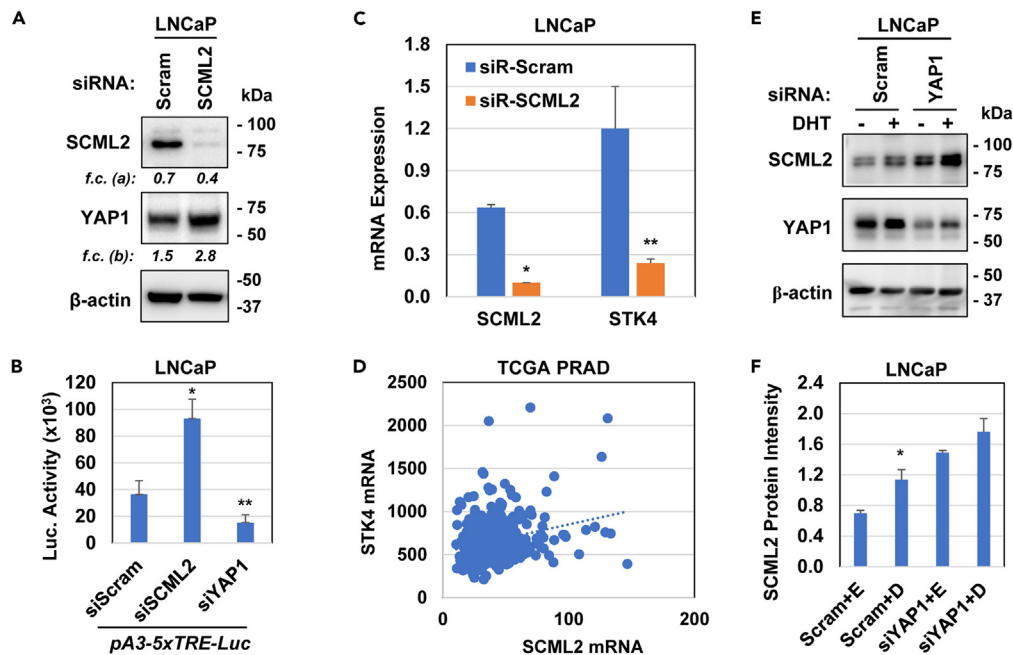 A
LNCaP
siRNA:
Scram
SCML2
kDa
SCML2
- 100
- 75
f.c. (a): 0.7 0.4
YAP1
- 75
- 50
f.c. (b): 1.5 2.8
β-actin
-50
-37
B
LNCaP
Luc. Activity (x10³)
120
100
80
60
40
20
0
*
**
siScram
siSCML2
siYAP1
pA3-5xTRE-Luc
C
LNCaP
mRNA Expression
1.8
1.5
1.2
0.9
0.6
0.3
0.0
siR-Scram
siR-SCML2
*
**
SCML2 STK4
D
TCGA PRAD
STK4 mRNA
2500
2000
1500
1000
500
0
0 100 200
SCML2 mRNA
E
LNCaP
siRNA:
Scram
YAP1
DHT - + - +
kDa
SCML2
- 100
- 75
YAP1
- 75
- 50
β-actin
- 50
- 37
F
LNCaP
SCML2 Protein Intensity
2.4
2.0
1.6
1.2
0.8
0.4
0.0
*
Scram+E
Scram+D
siYAP1+E
siYAP1+D